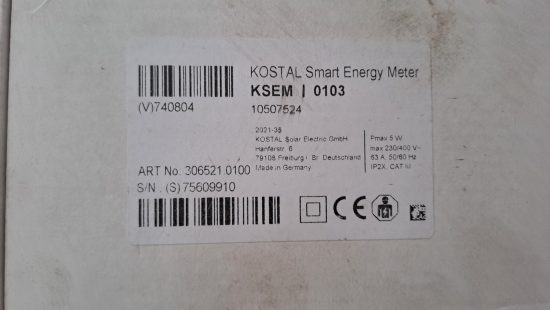 KOSTAL Smart Energy Meter
KSEM | 0103
(V)740804
10507524
2021-38
KOSTAL Solar Electric GmbH
Hanferstr. 6
79108 Freiburg i. Br. Deutschland
Made in Germany
Pmax 5 W
max 230/400 V~
63 A, 50/60 Hz
IP2X, CAT III
ART No. 306521 0100
S/N . (S)75609910
CE